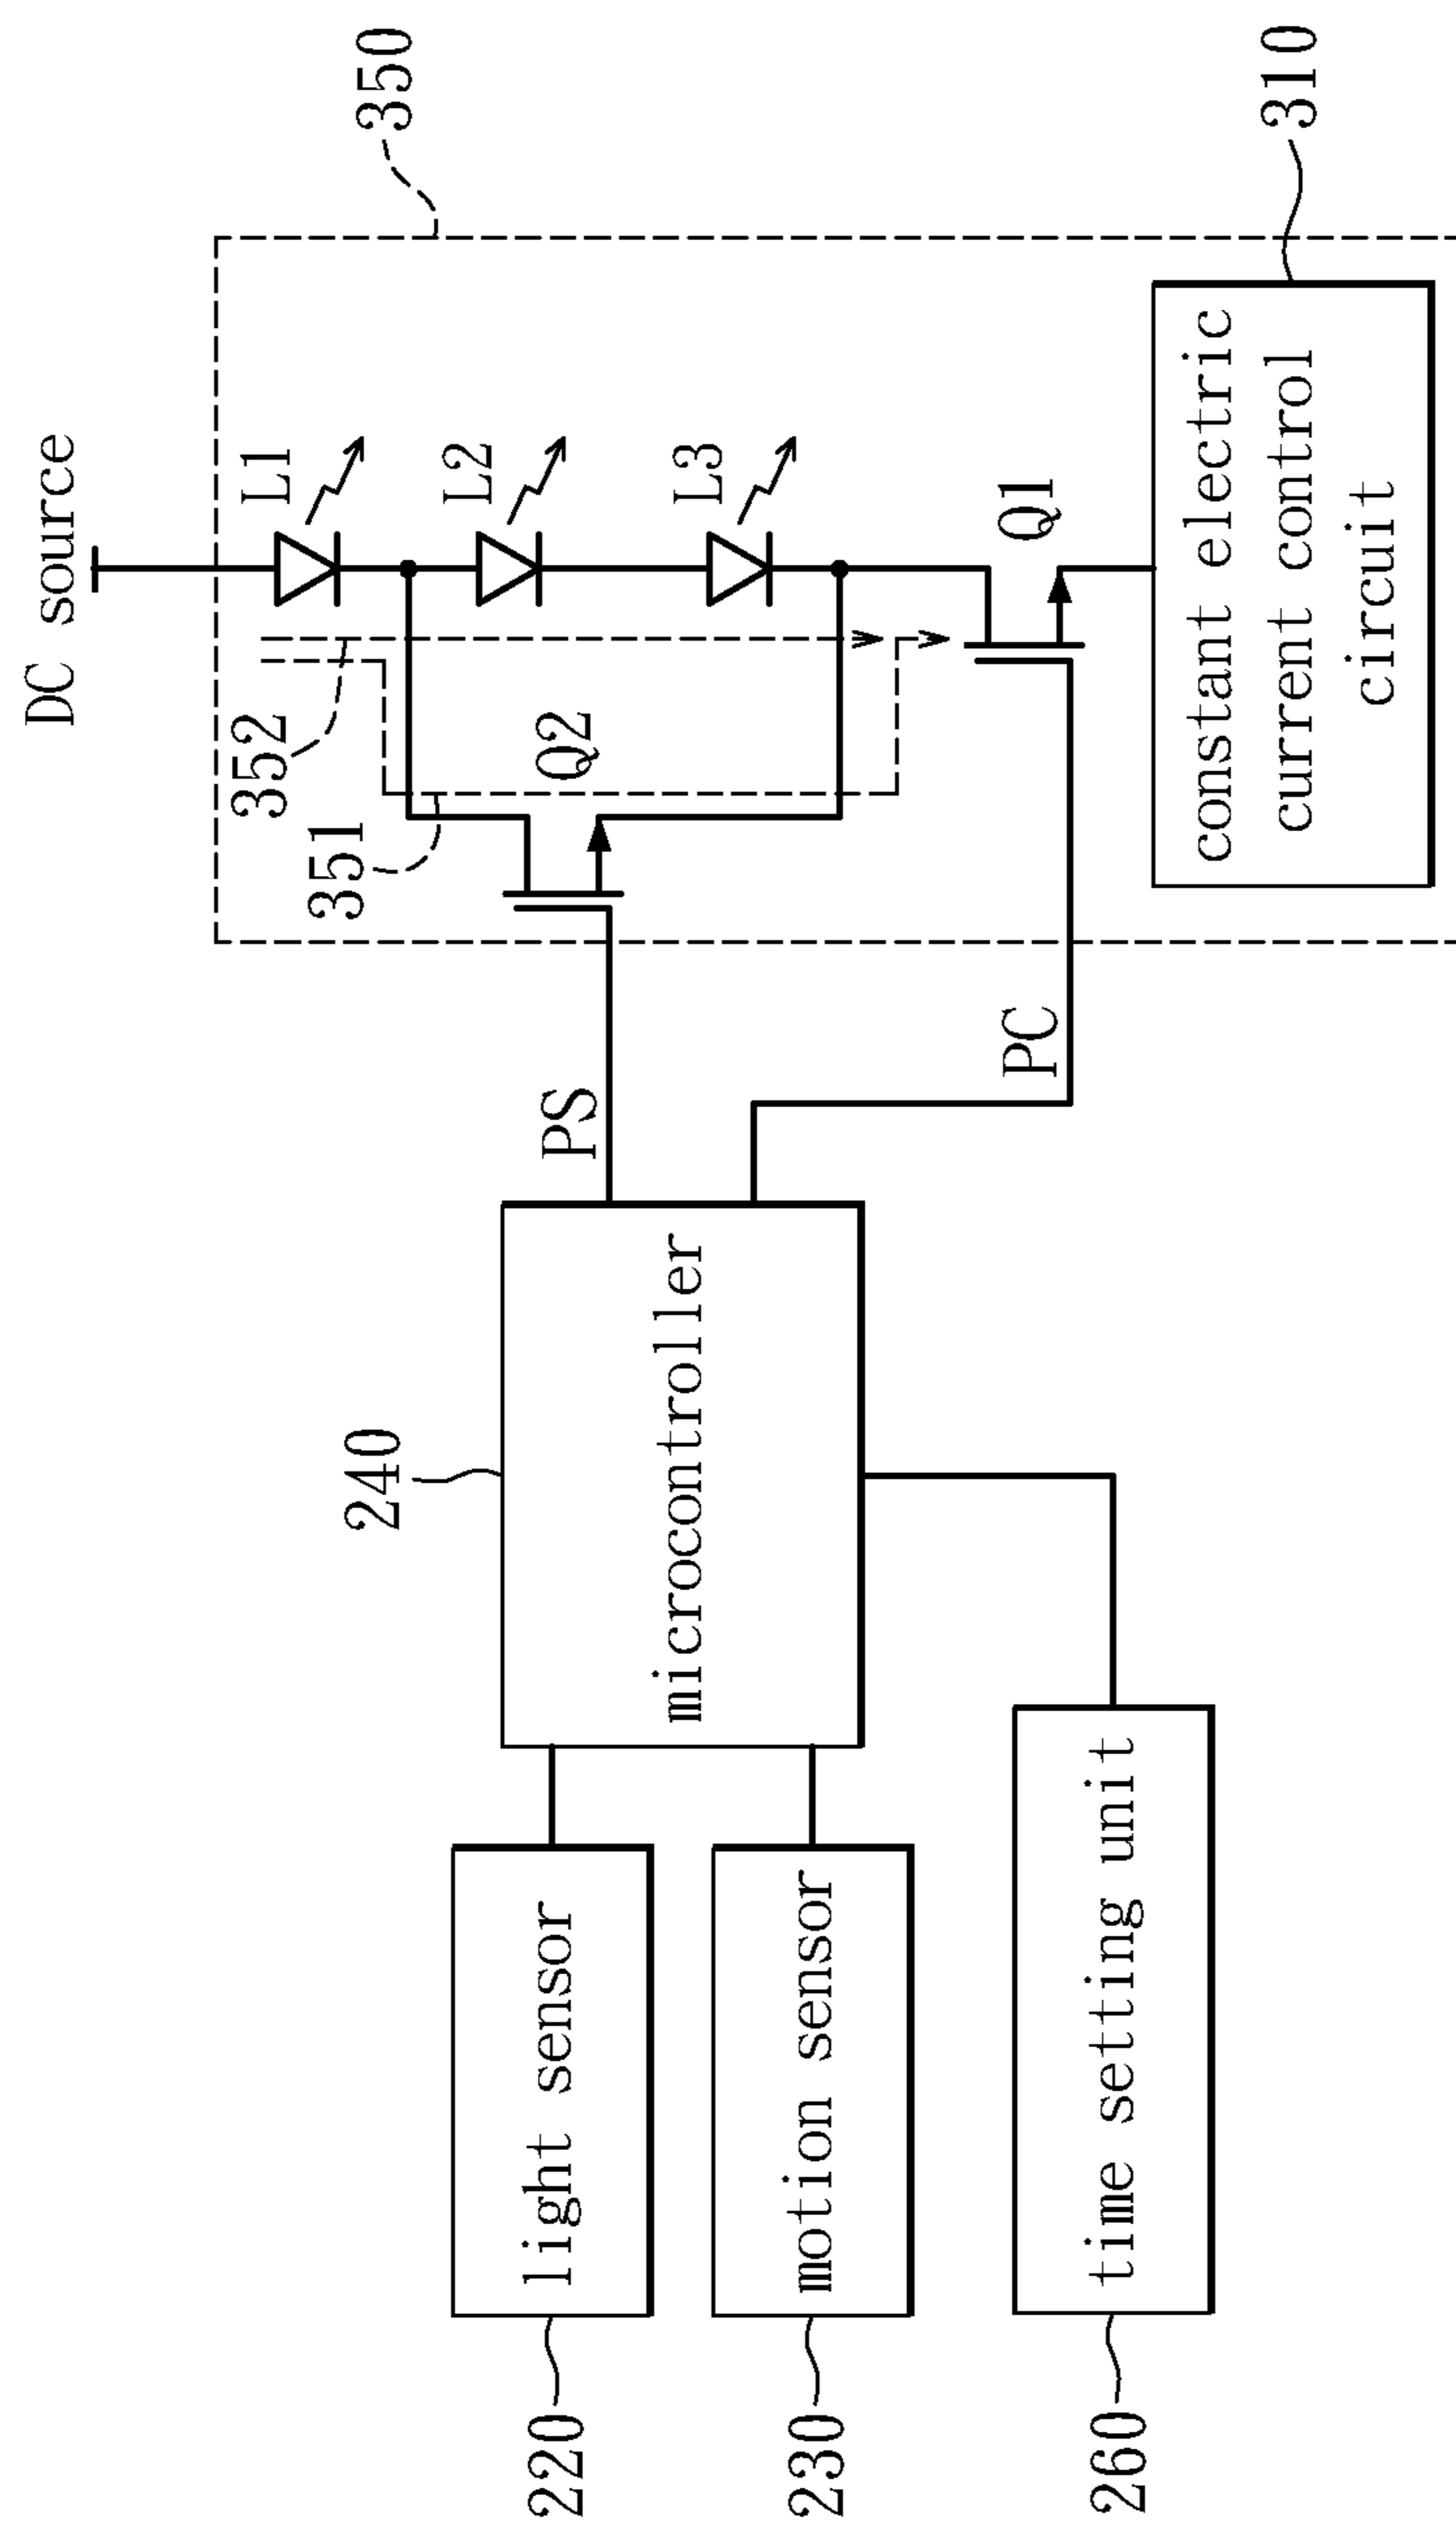 DC source
350
L1
352
351
L2
Q2
L3
Q1
310
constant electric
current control
circuit
PS
PC
240
microcontroller
light sensor
220
motion sensor
230
time setting unit
260